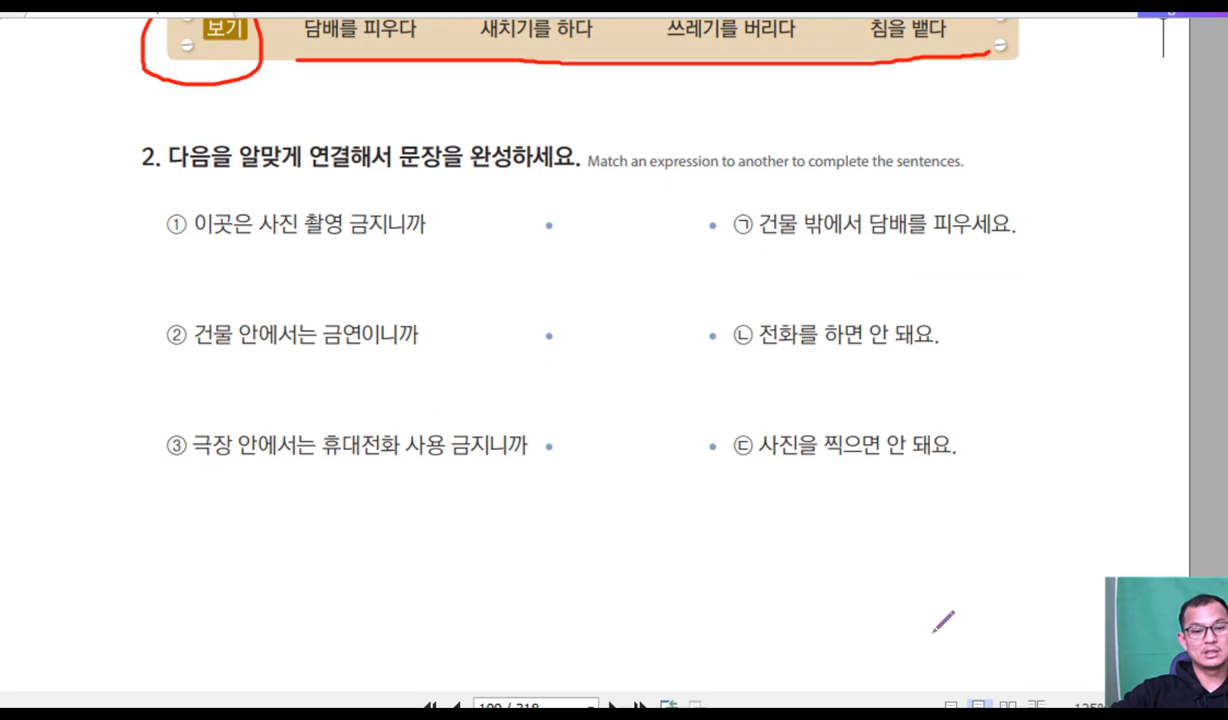 보기 담배를 피우다 새치기를 하다 쓰레기를 버리다 침을 뱉다
2. 다음을 알맞게 연결해서 문장을 완성하세요. Match an expression to another to complete the sentences.
① 이곳은 사진 촬영 금지니까 • • ㉠ 건물 밖에서 담배를 피우세요.
② 건물 안에서는 금연이니까 • • ㉡ 전화를 하면 안 돼요.
③ 극장 안에서는 휴대전화 사용 금지니까 • • ㉢ 사진을 찍으면 안 돼요.